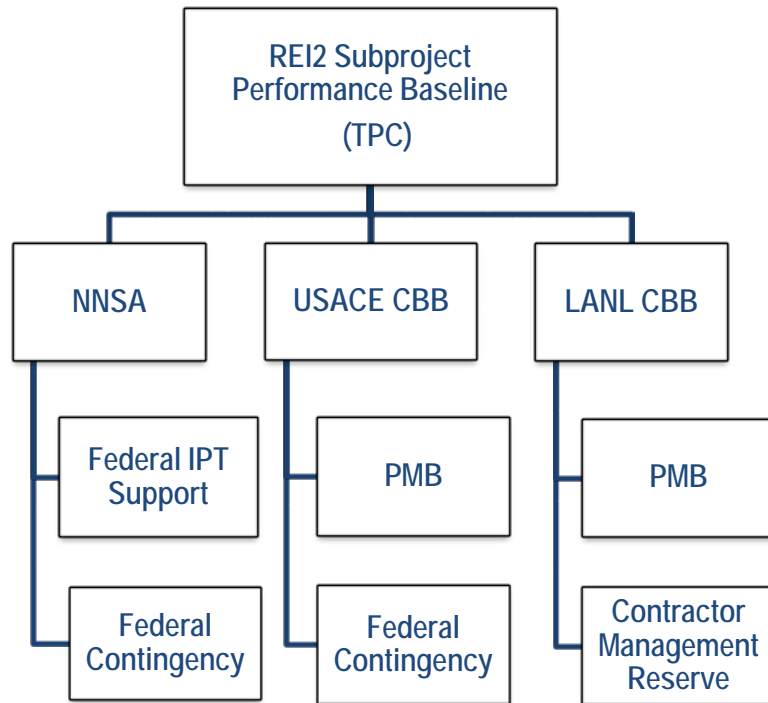 REI2 Subproject
Performance Baseline
(TPC)
NNSA
USACE CBB
LANL CBB
Federal IPT
Support
PMB
PMB
Federal
Contingency
Federal
Contingency
Contractor
Management
Reserve